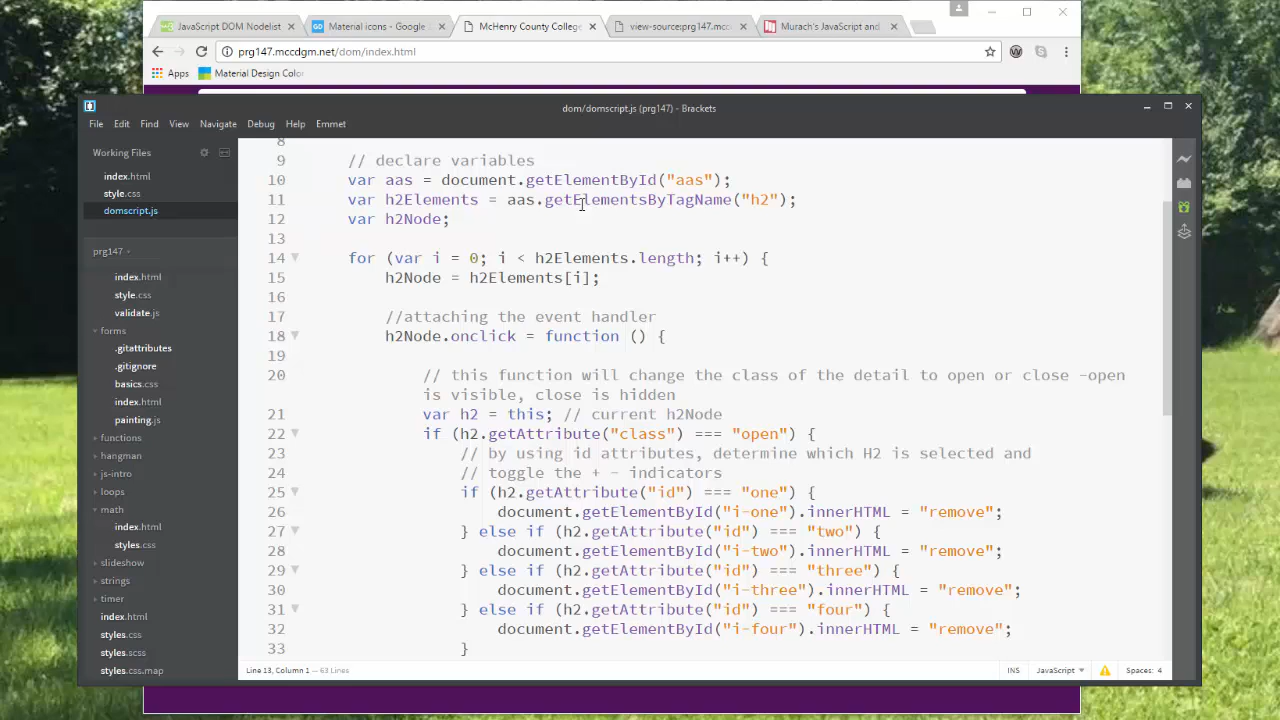 JavaScript DOM Nodelist
Material icons - Google
McHenry County College
view-source:prg147.mcc
Murach's JavaScript and
prg147.mccdgm.net/dom/index.html
Apps
Material Design Color
dom/domscript.js (prg147) - Brackets
File Edit Find View Navigate Debug Help Emmet
Working Files
index.html
style.css
domscript.js
prg147
index.html
style.css
validate.js
forms
.gitattributes
.gitignore
basics.css
index.html
painting.js
functions
hangman
js-intro
loops
math
index.html
styles.css
slideshow
strings
timer
index.html
styles.css
styles.scss
styles.css.map
8
9 // declare variables
10 var aas = document.getElementById("aas");
11 var h2Elements = aas.getElementsByTagName("h2");
12 var h2Node;
13
14 for (var i = 0; i < h2Elements.length; i++) {
15 h2Node = h2Elements[i];
16
17 //attaching the event handler
18 h2Node.onclick = function () {
19
20 // this function will change the class of the detail to open or close -open
is visible, close is hidden
21 var h2 = this; // current h2Node
22 if (h2.getAttribute("class") === "open") {
23 // by using id attributes, determine which H2 is selected and
24 // toggle the + - indicators
25 if (h2.getAttribute("id") === "one") {
26 document.getElementById("i-one").innerHTML = "remove";
27 } else if (h2.getAttribute("id") === "two") {
28 document.getElementById("i-two").innerHTML = "remove";
29 } else if (h2.getAttribute("id") === "three") {
30 document.getElementById("i-three").innerHTML = "remove";
31 } else if (h2.getAttribute("id") === "four") {
32 document.getElementById("i-four").innerHTML = "remove";
33 }
Line 13, Column 1 — 63 Lines
INS JavaScript Spaces: 4